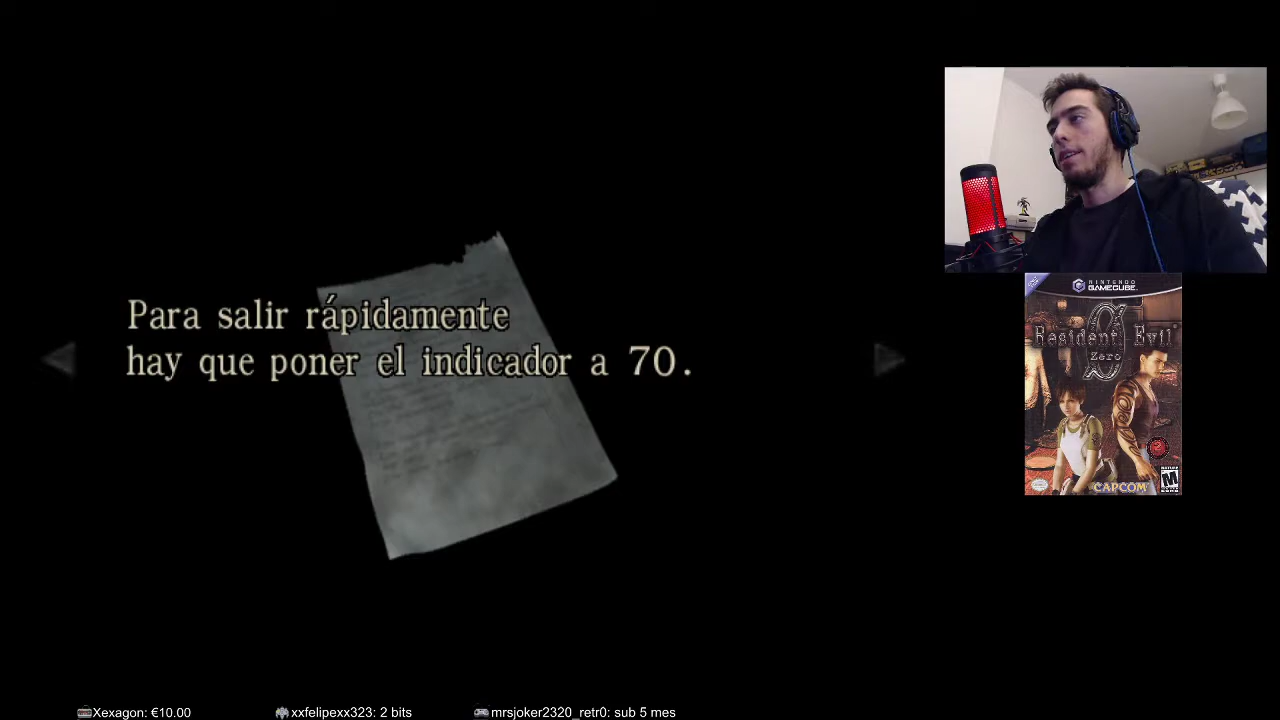 Para salir rápidamente
hay que poner el indicador a 70.
NINTENDO
GAMECUBE
Resident Evil
Zero
CAPCOM
M
Xexagon: €10.00
xxfelipexx323: 2 bits
mrsjoker2320_retr0: sub 5 mes